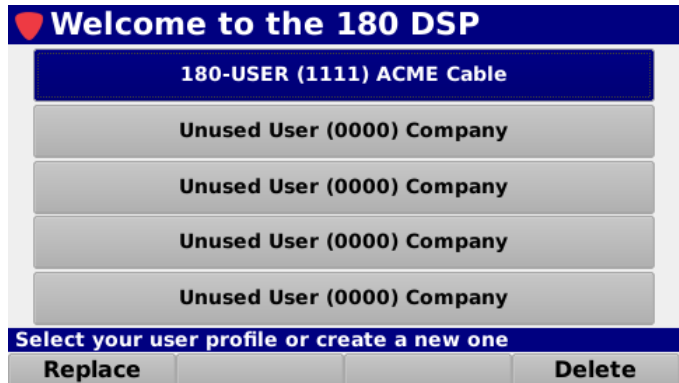 Welcome to the 180 DSP
180-USER (1111) ACME Cable
Unused User (0000) Company
Unused User (0000) Company
Unused User (0000) Company
Unused User (0000) Company
Select your user profile or create a new one
Replace Delete